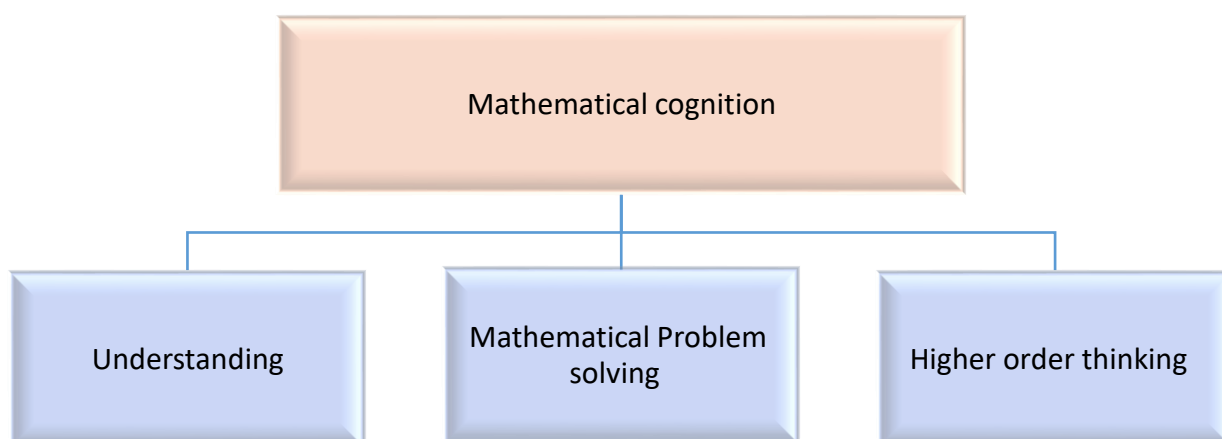 Mathematical cognition
Understanding
Mathematical Problem
solving
Higher order thinking